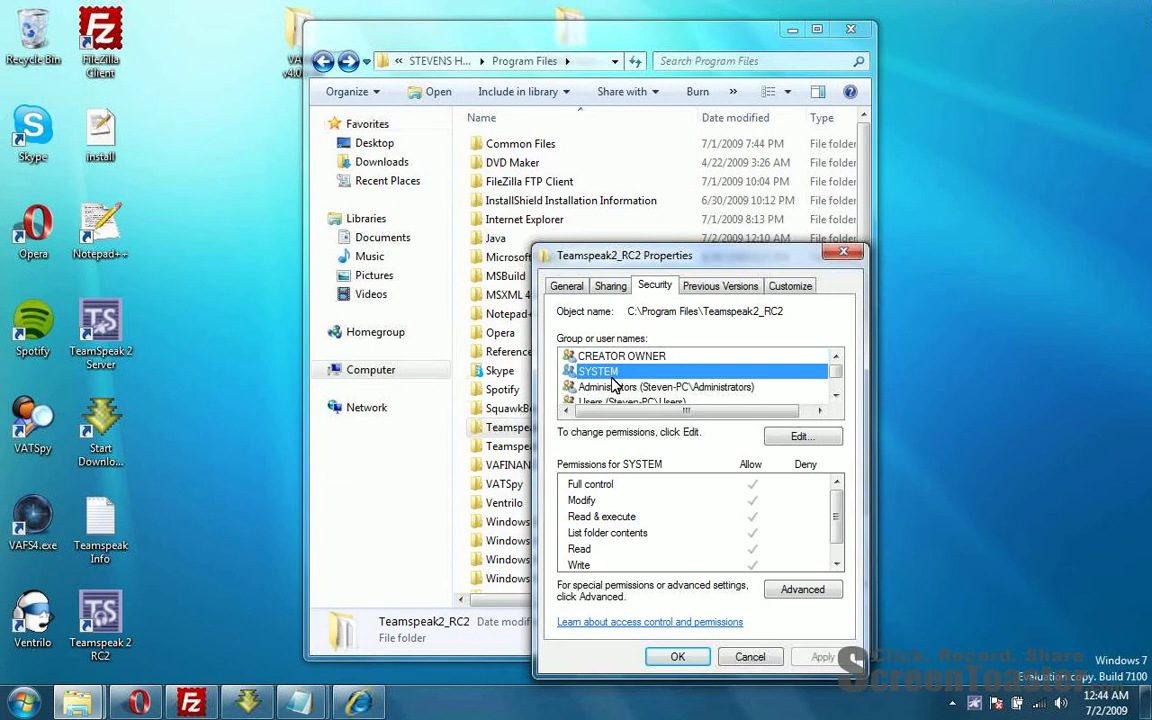 Recycle Bin
FileZilla
Client
Skype
install
Opera
Notepad++
Spotify
TeamSpeak 2
Server
VATSpy
Start
Downlo...
VAFS4.exe
Teamspeak
Info
Ventrilo
Teamspeak 2
RC2
« STEVENS H... ▸ Program Files ▸
Search Program Files
Organize Open Include in library Share with Burn »
Favorites
Desktop
Downloads
Recent Places
Libraries
Documents
Music
Pictures
Videos
Homegroup
Computer
Network
Name Date modified Type
Common Files 7/1/2009 7:44 PM File folder
DVD Maker 4/22/2009 3:26 AM File folder
FileZilla FTP Client 7/1/2009 10:04 PM File folder
InstallShield Installation Information 6/30/2009 10:12 PM File folder
Internet Explorer 7/1/2009 8:13 PM File folder
Java 7/2/2009 12:10 AM File folder
Microsof
MSBuild
MSXML 4
Notepad+
Opera
Reference
Skype
Spotify
SquawkB
Teamspea
Teamspea
VAFINAN
VATSpy
Ventrilo
Windows
Windows
Windows
Windows
Teamspeak2_RC2 Date modif
File folder
Teamspeak2_RC2 Properties
General Sharing Security Previous Versions Customize
Object name: C:\Program Files\Teamspeak2_RC2
Group or user names:
CREATOR OWNER
SYSTEM
Administrators (Steven-PC\Administrators)
Users (Steven-PC\Users)
To change permissions, click Edit.
Edit...
Permissions for SYSTEM Allow Deny
Full control
Modify
Read & execute
List folder contents
Read
Write
For special permissions or advanced settings,
click Advanced.
Advanced
Learn about access control and permissions
OK Cancel Apply
Click. Record. Share
ScreenToaster
Windows 7
Evaluation copy. Build 7100
12:44 AM
7/2/2009